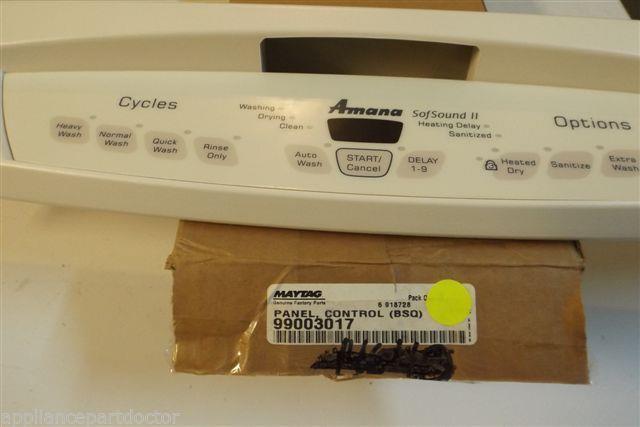 Cycles
Washing
Drying
Clean
Amana
SofSound II
Heating Delay
Sanitized
Options
Heavy Wash
Normal Wash
Quick Wash
Rinse Only
Auto Wash
START/ Cancel
DELAY 1-9
Heated Dry
Sanitize
Extra Wash
MAYTAG
Genuine Factory Parts
6 918728
Pack
PANEL, CONTROL (BSQ)
99003017
appliancepartdoctor